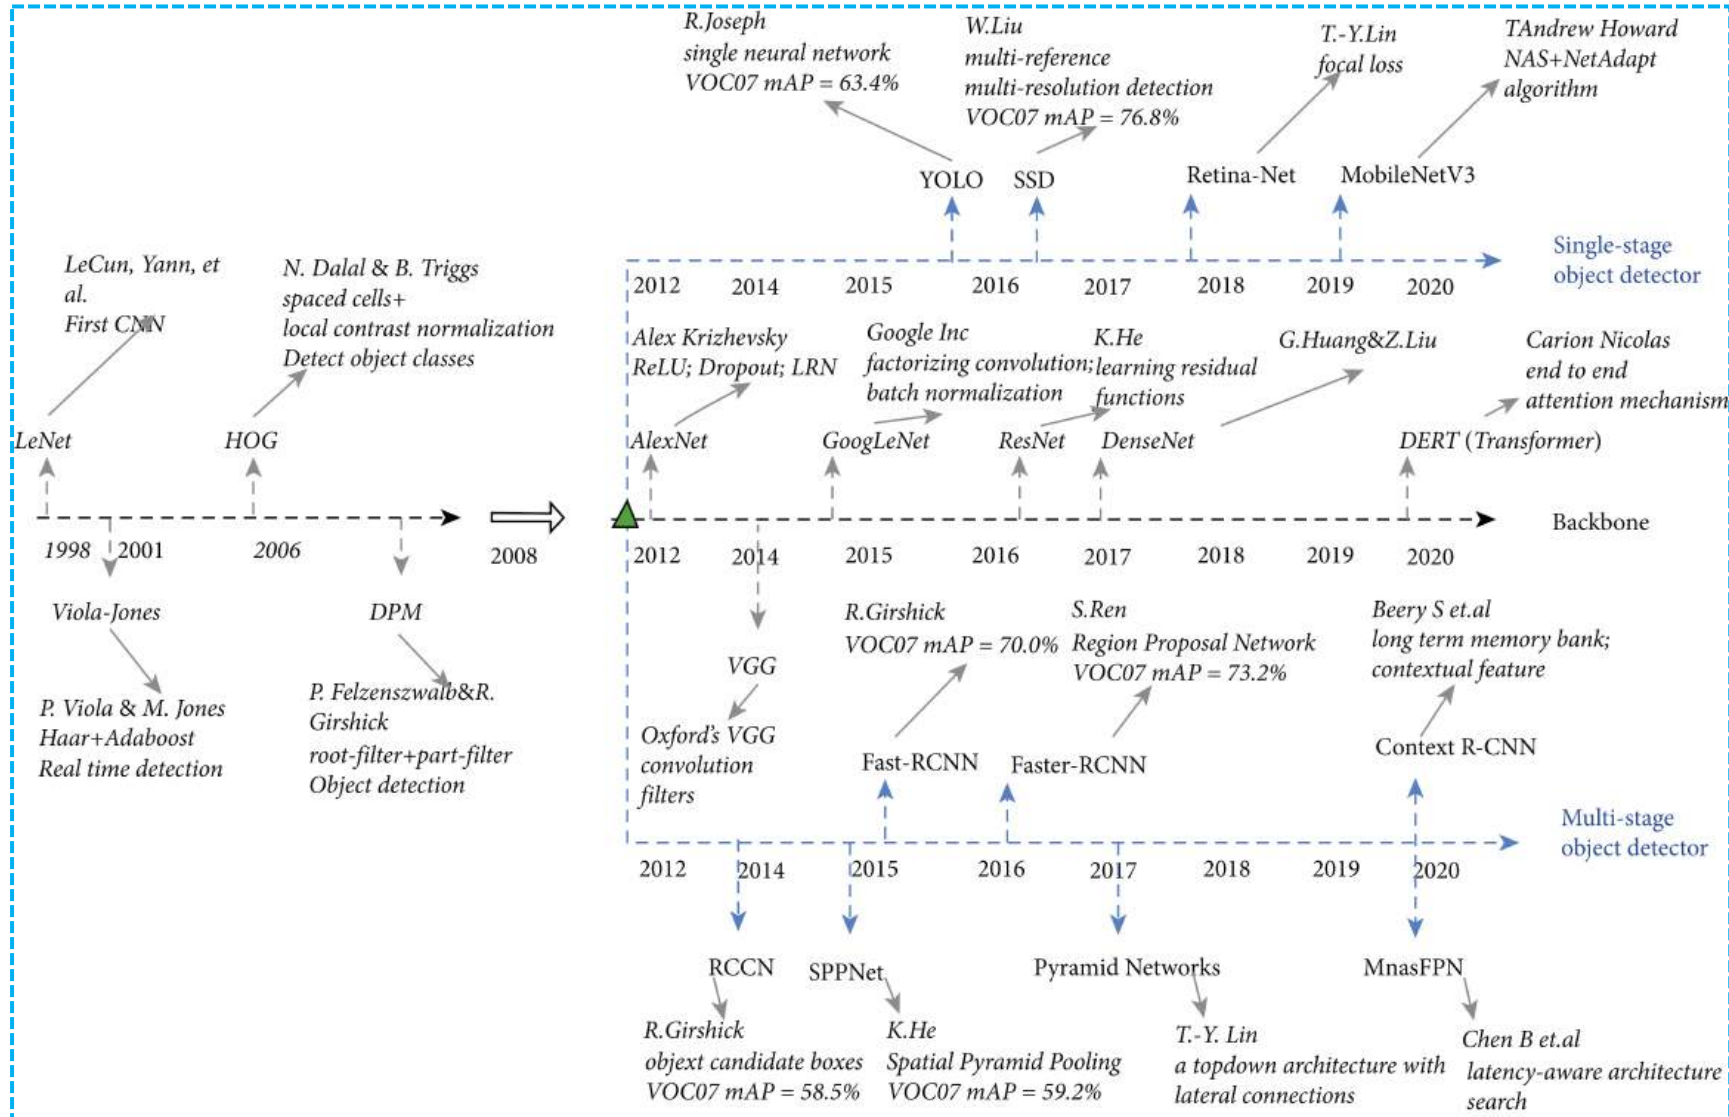 R.Joseph
single neural network
VOC07 mAP = 63.4%
W.Liu
multi-reference
multi-resolution detection
VOC07 mAP = 76.8%
T.-Y.Lin
focal loss
TAndrew Howard
NAS+NetAdapt
algorithm
YOLO
SSD
Retina-Net
MobileNetV3
Single-stage
object detector
2012
2014
2015
2016
2017
2018
2019
2020
LeCun, Yann, et
al.
First CNN
N. Dalal & B. Triggs
spaced cells+
local contrast normalization
Detect object classes
Alex Krizhevsky
ReLU; Dropout; LRN
Google Inc
factorizing convolution;
batch normalization
K.He
learning residual
functions
G.Huang&Z.Liu
Carion Nicolas
end to end
attention mechanism
LeNet
HOG
AlexNet
GoogLeNet
ResNet
DenseNet
DERT (Transformer)
Backbone
1998
2001
2006
2008
2012
2014
2015
2016
2017
2018
2019
2020
Viola-Jones
DPM
P. Viola & M. Jones
Haar+Adaboost
Real time detection
P. Felzenszwalb&R.
Girshick
root-filter+part-filter
Object detection
VGG
Oxford's VGG
convolution
filters
R.Girshick
VOC07 mAP = 70.0%
S.Ren
Region Proposal Network
VOC07 mAP = 73.2%
Beery S et.al
long term memory bank;
contextual feature
Fast-RCNN
Faster-RCNN
Context R-CNN
Multi-stage
object detector
2012
2014
2015
2016
2017
2018
2019
2020
RCCN
SPPNet
Pyramid Networks
MnasFPN
R.Girshick
objext candidate boxes
VOC07 mAP = 58.5%
K.He
Spatial Pyramid Pooling
VOC07 mAP = 59.2%
T.-Y. Lin
a topdown architecture with
lateral connections
Chen B et.al
latency-aware architecture
search